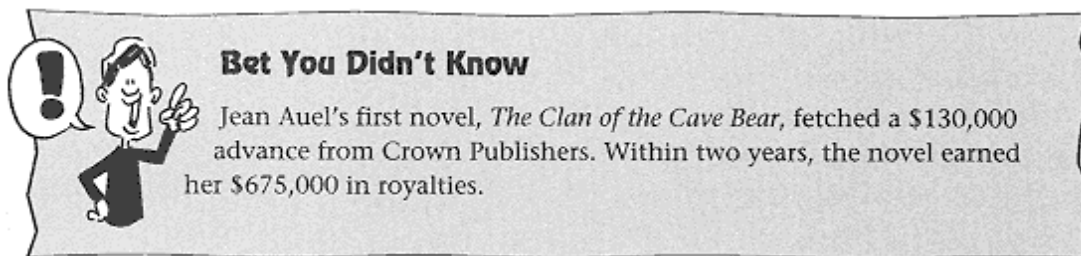 Bet You Didn't Know
Jean Auel's first novel, The Clan of the Cave Bear, fetched a $130,000
advance from Crown Publishers. Within two years, the novel earned
her $675,000 in royalties.